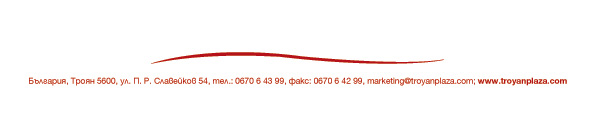 България, Троян 5600, ул. П. Р. Славейков 54, тел.: 0670 6 43 99, факс: 0670 6 42 99, marketing@troyanplaza.com; www.troyanplaza.com